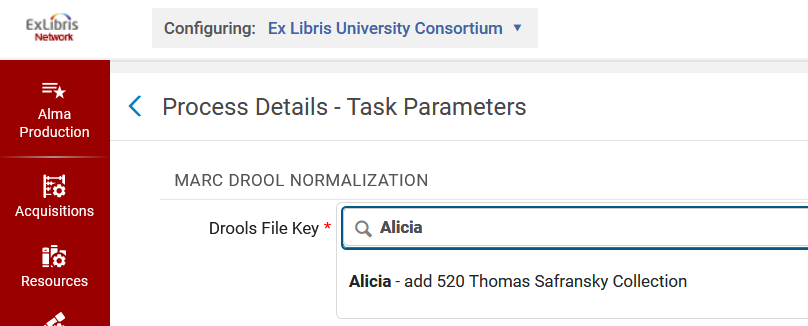 ExLibris
Network
Configuring: Ex Libris University Consortium
Alma
Production
Process Details - Task Parameters
MARC DROOL NORMALIZATION
Acquisitions
Drools File Key * Alicia
Resources
Alicia - add 520 Thomas Safransky Collection